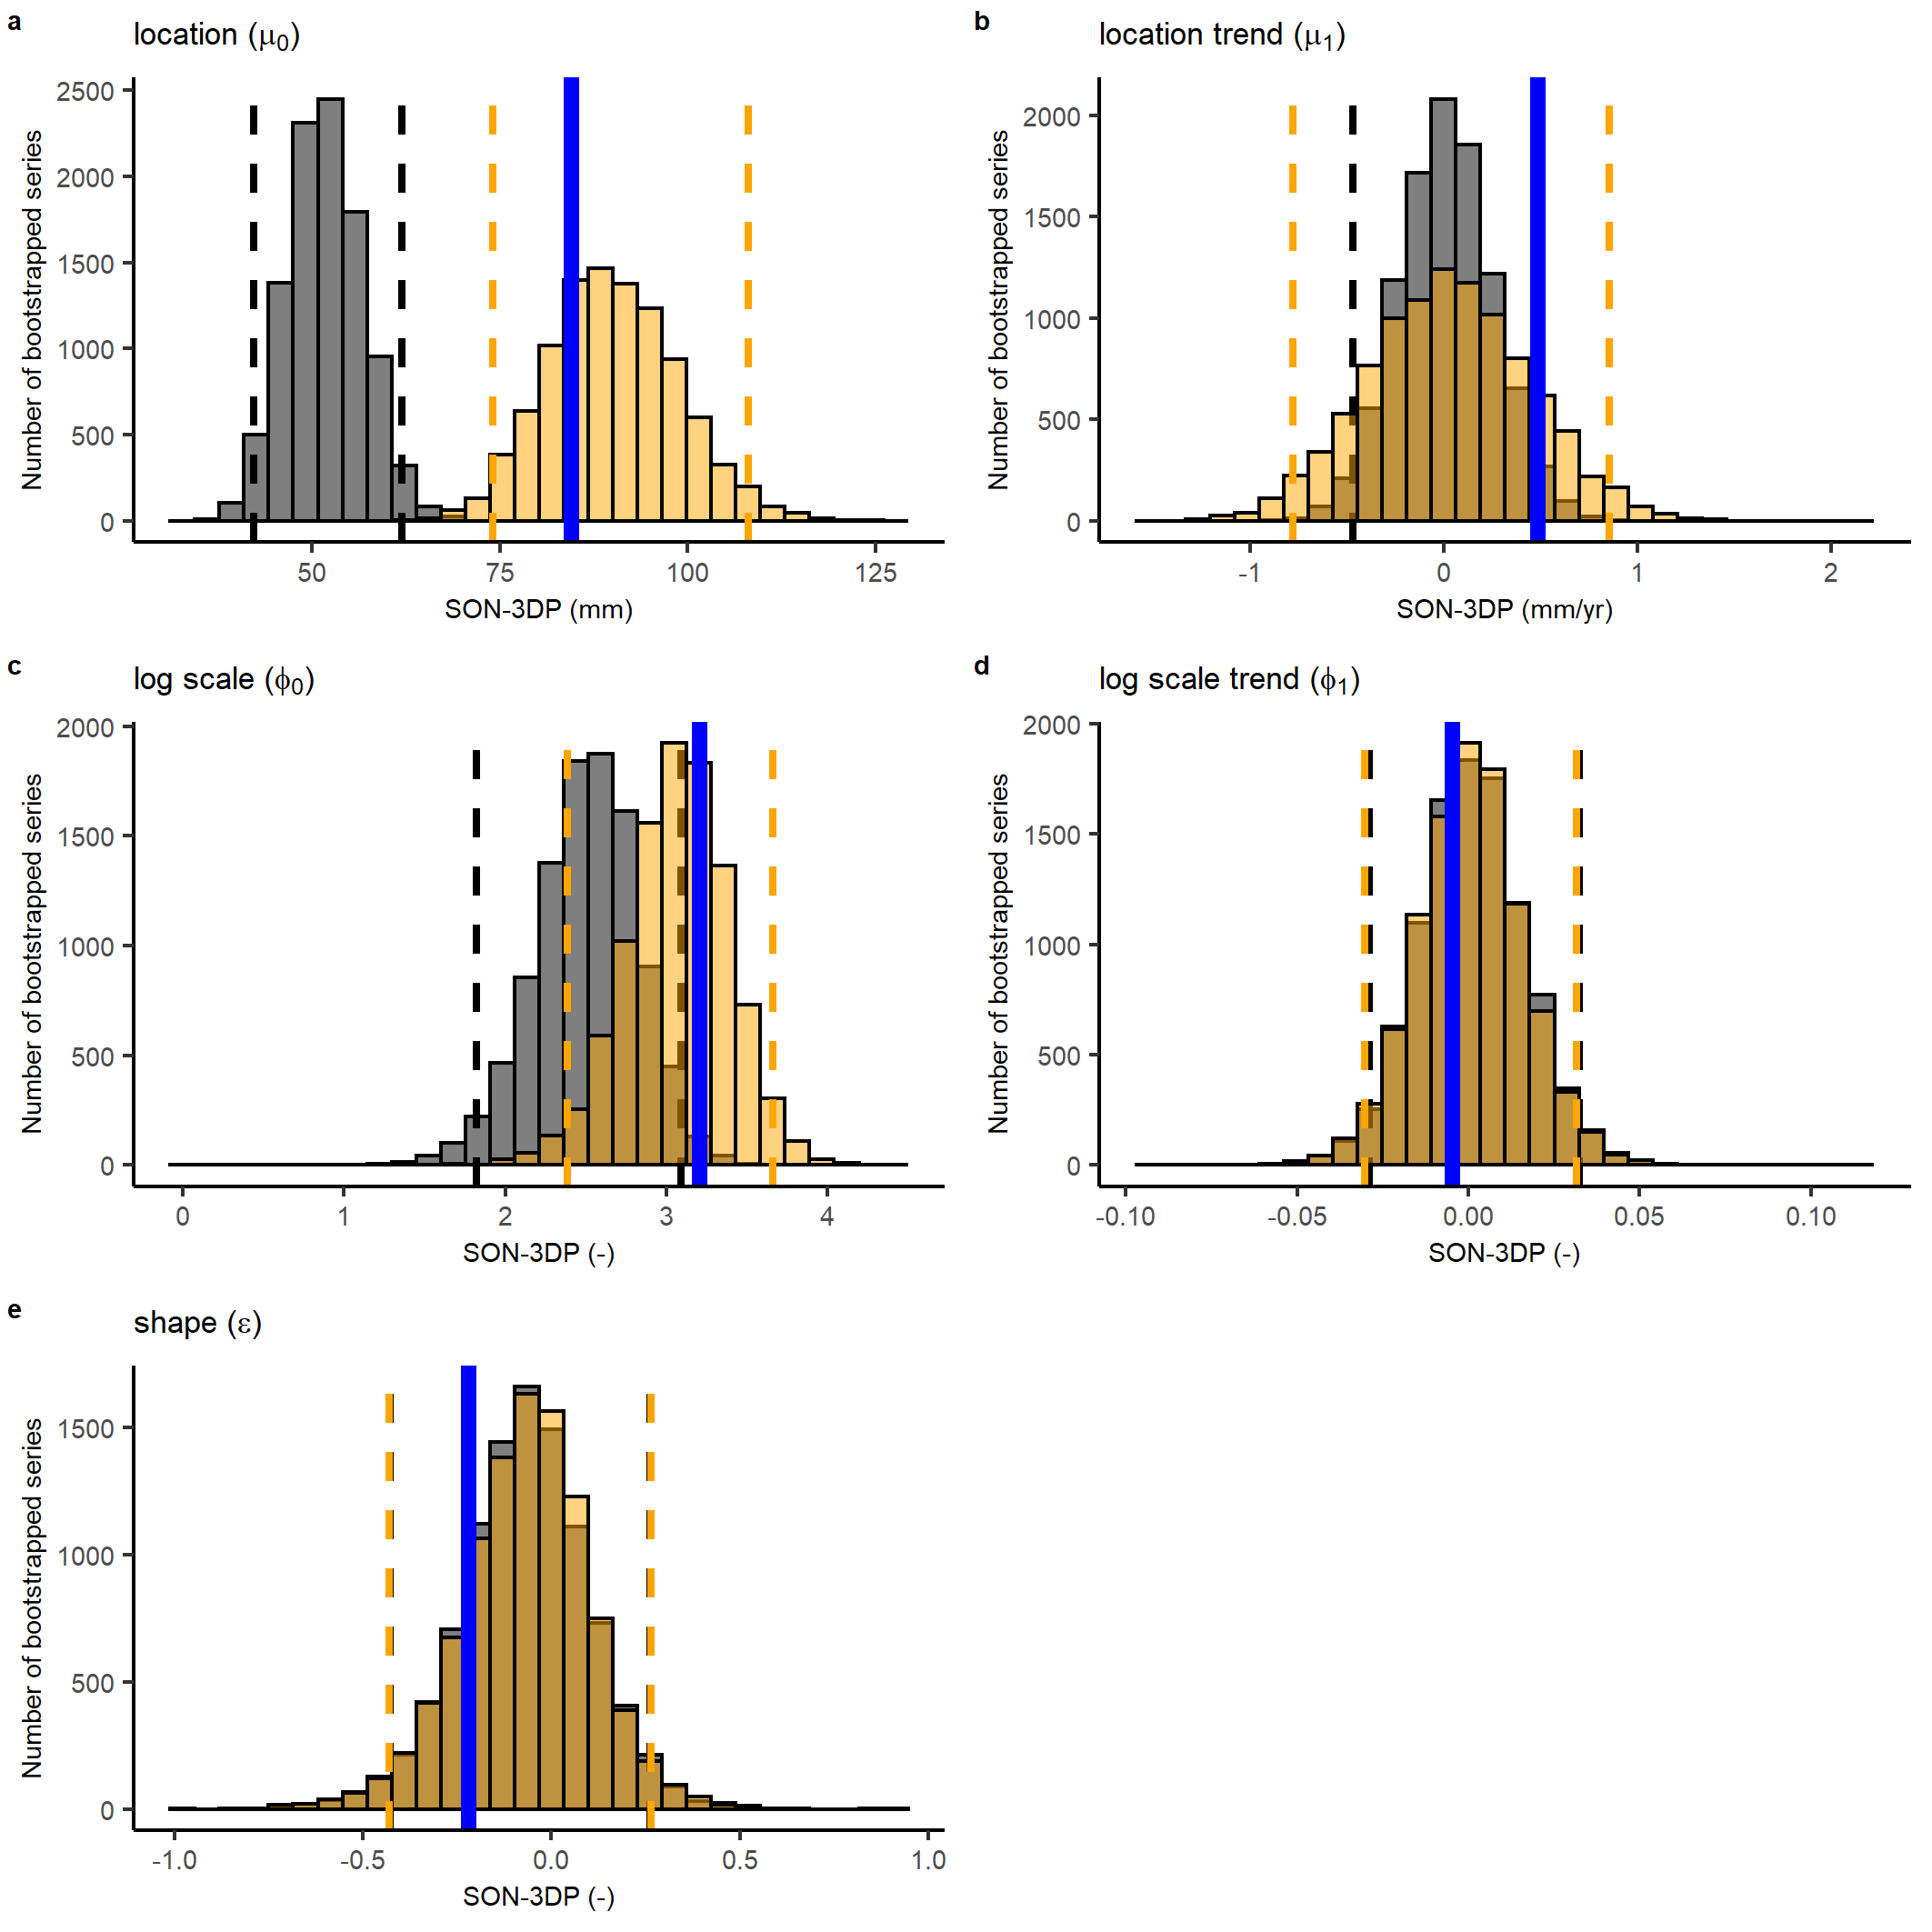 a
location (μ0)
Number of bootstrapped series
2500
2000
1500
1000
500
0
50 75 100 125
SON-3DP (mm)
b
location trend (μ1)
Number of bootstrapped series
2000
1500
1000
500
0
-1 0 1 2
SON-3DP (mm/yr)
c
log scale (ϕ0)
Number of bootstrapped series
2000
1500
1000
500
0
0 1 2 3 4
SON-3DP (-)
d
log scale trend (ϕ1)
Number of bootstrapped series
2000
1500
1000
500
0
-0.10 -0.05 0.00 0.05 0.10
SON-3DP (-)
e
shape (ε)
Number of bootstrapped series
1500
1000
500
0
-1.0 -0.5 0.0 0.5 1.0
SON-3DP (-)